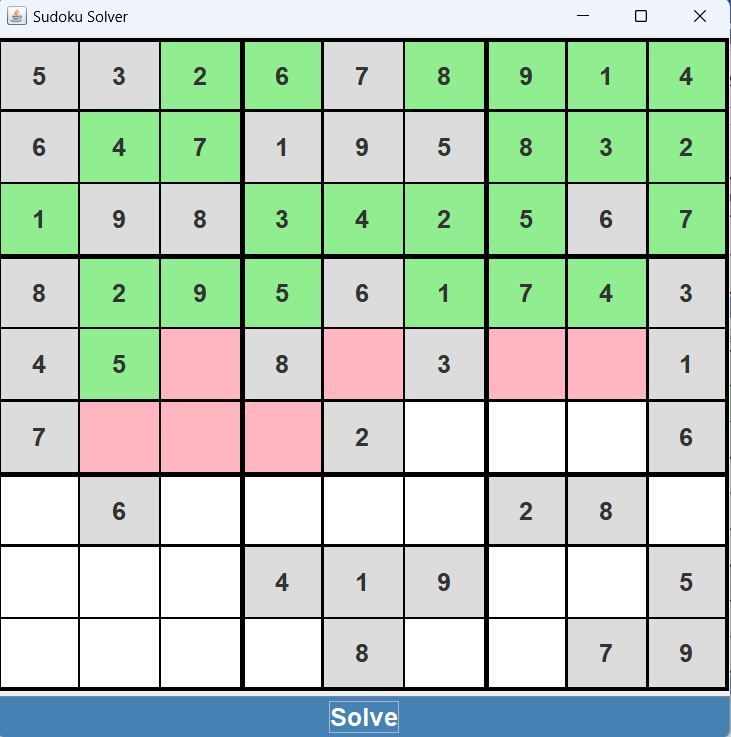 Sudoku Solver
5 3 2 6 7 8 9 1 4
6 4 7 1 9 5 8 3 2
1 9 8 3 4 2 5 6 7
8 2 9 5 6 1 7 4 3
4 5 8 3 1
7 2 6
6 2 8
4 1 9 5
8 7 9
Solve